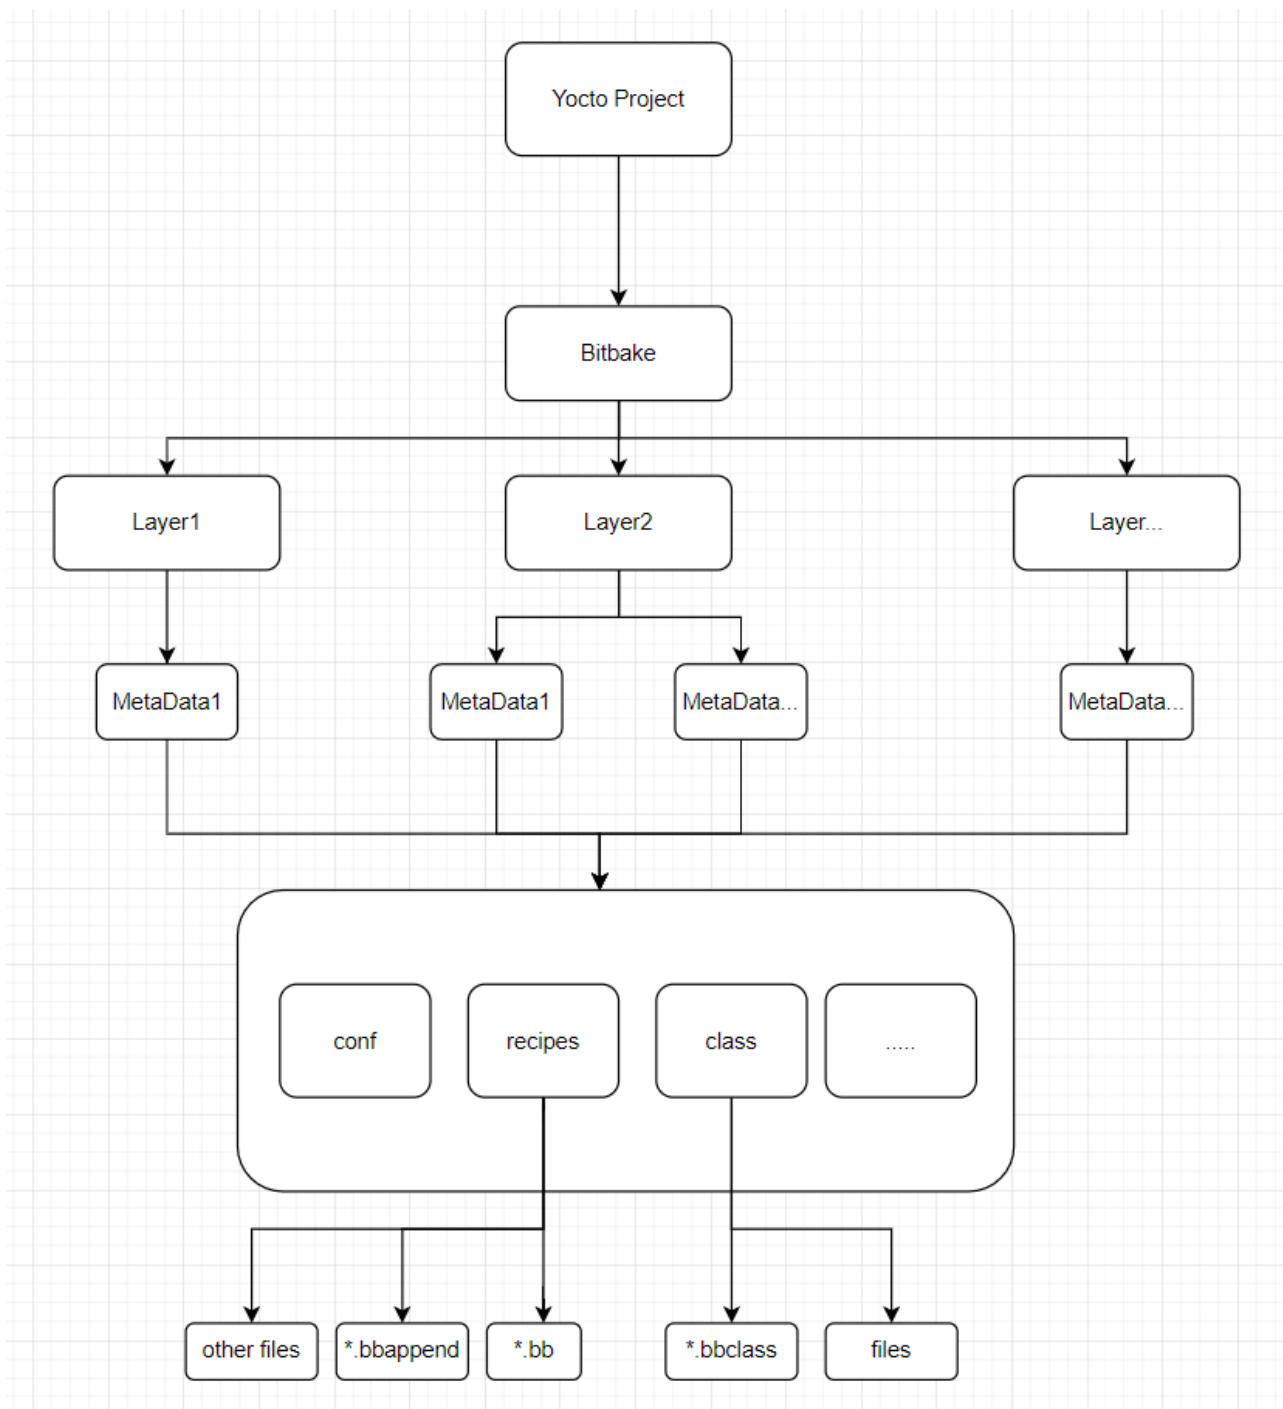 Yocto Project
Bitbake
Layer1
Layer2
Layer...
MetaData1
MetaData1
MetaData...
MetaData...
conf
recipes
class
.....
other files
*.bbappend
*.bb
*.bbclass
files